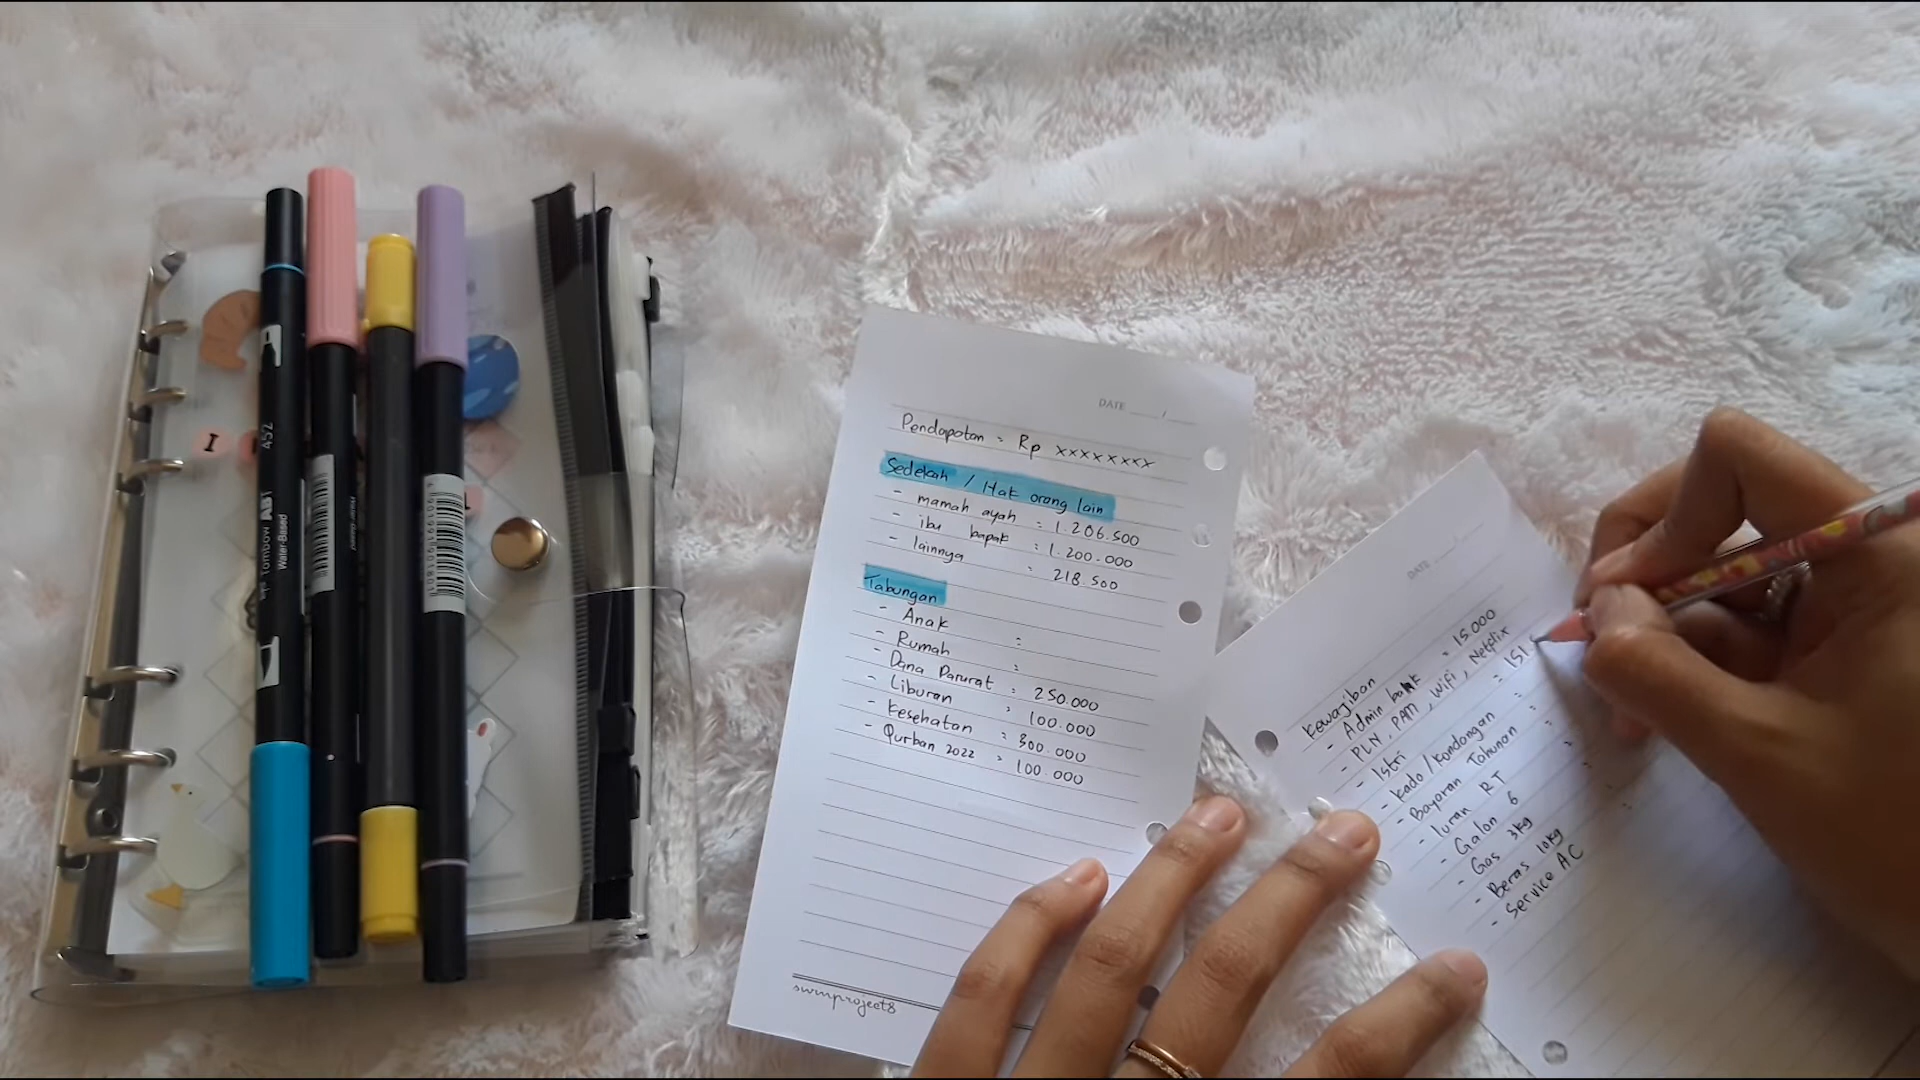 452
ABT
Tombow
Water-Based
4901991901801
I
DATE ___/___
Pendapatan = Rp xxxxxxxx
Sedekah / Hak orang lain
- mamah ayah : 1.206.500
- ibu bapak : 1.200.000
- lainnya : 218.500
Tabungan
- Anak :
- Rumah :
- Dana Darurat : 250.000
- Liburan : 100.000
- Kesehatan : 300.000
- Qurban 2022 : 100.000
swmproject8
DATE
Kewajiban
- Admin bank = 15.000
- PLN, PAM, Wifi, Netflix
- Istri = 151.
- Kado/Kondangan :
- Bayaran Tahunan :
- Iuran RT :
- Galon 6 :
- Gas 3kg
- Beras 10kg
- Service AC